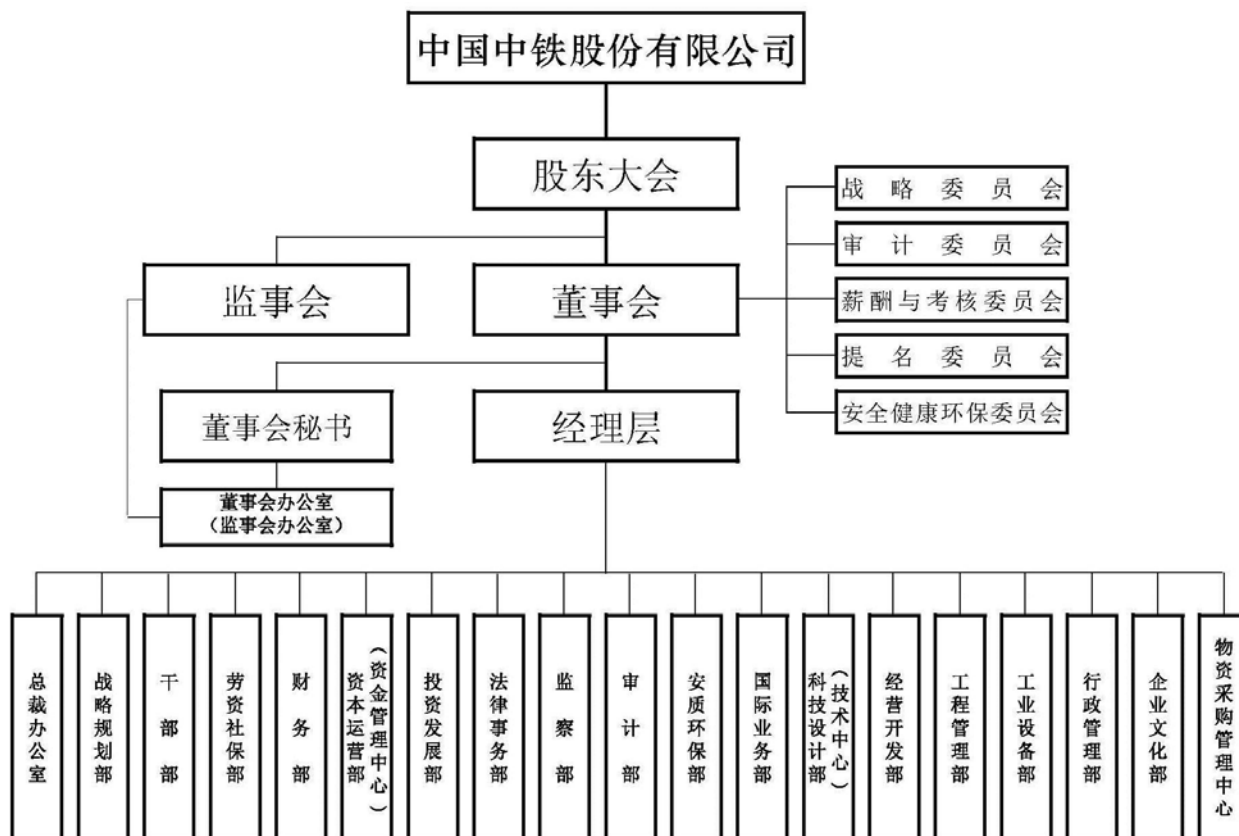 中国中铁股份有限公司
股东大会
战略委员会
审计委员会
监事会
董事会
薪酬与考核委员会
提名委员会
董事会秘书
经理层
安全健康环保委员会
董事会办公室
（监事会办公室）
总裁办公室
战略规划部
干部部
劳资社保部
财务部
资本运营部
（资金管理中心）
投资发展部
法律事务部
监察部
审计部
安质环保部
国际业务部
科技设计部
（技术中心）
经营开发部
工程管理部
工业设备部
行政管理部
企业文化部
物资采购管理中心